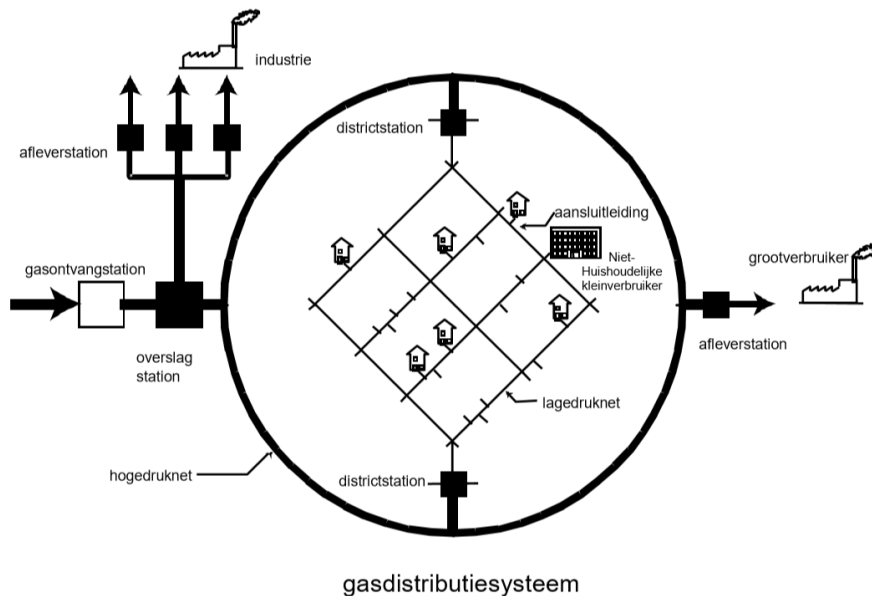 industrie
afleverstation
districtstation
aansluitleiding
Niet-
Huishoudelijke
kleinverbruiker
grootverbruiker
gasontvangstation
overslag
station
afleverstation
lagedruknet
hogedruknet
districtstation
gasdistributiesysteem